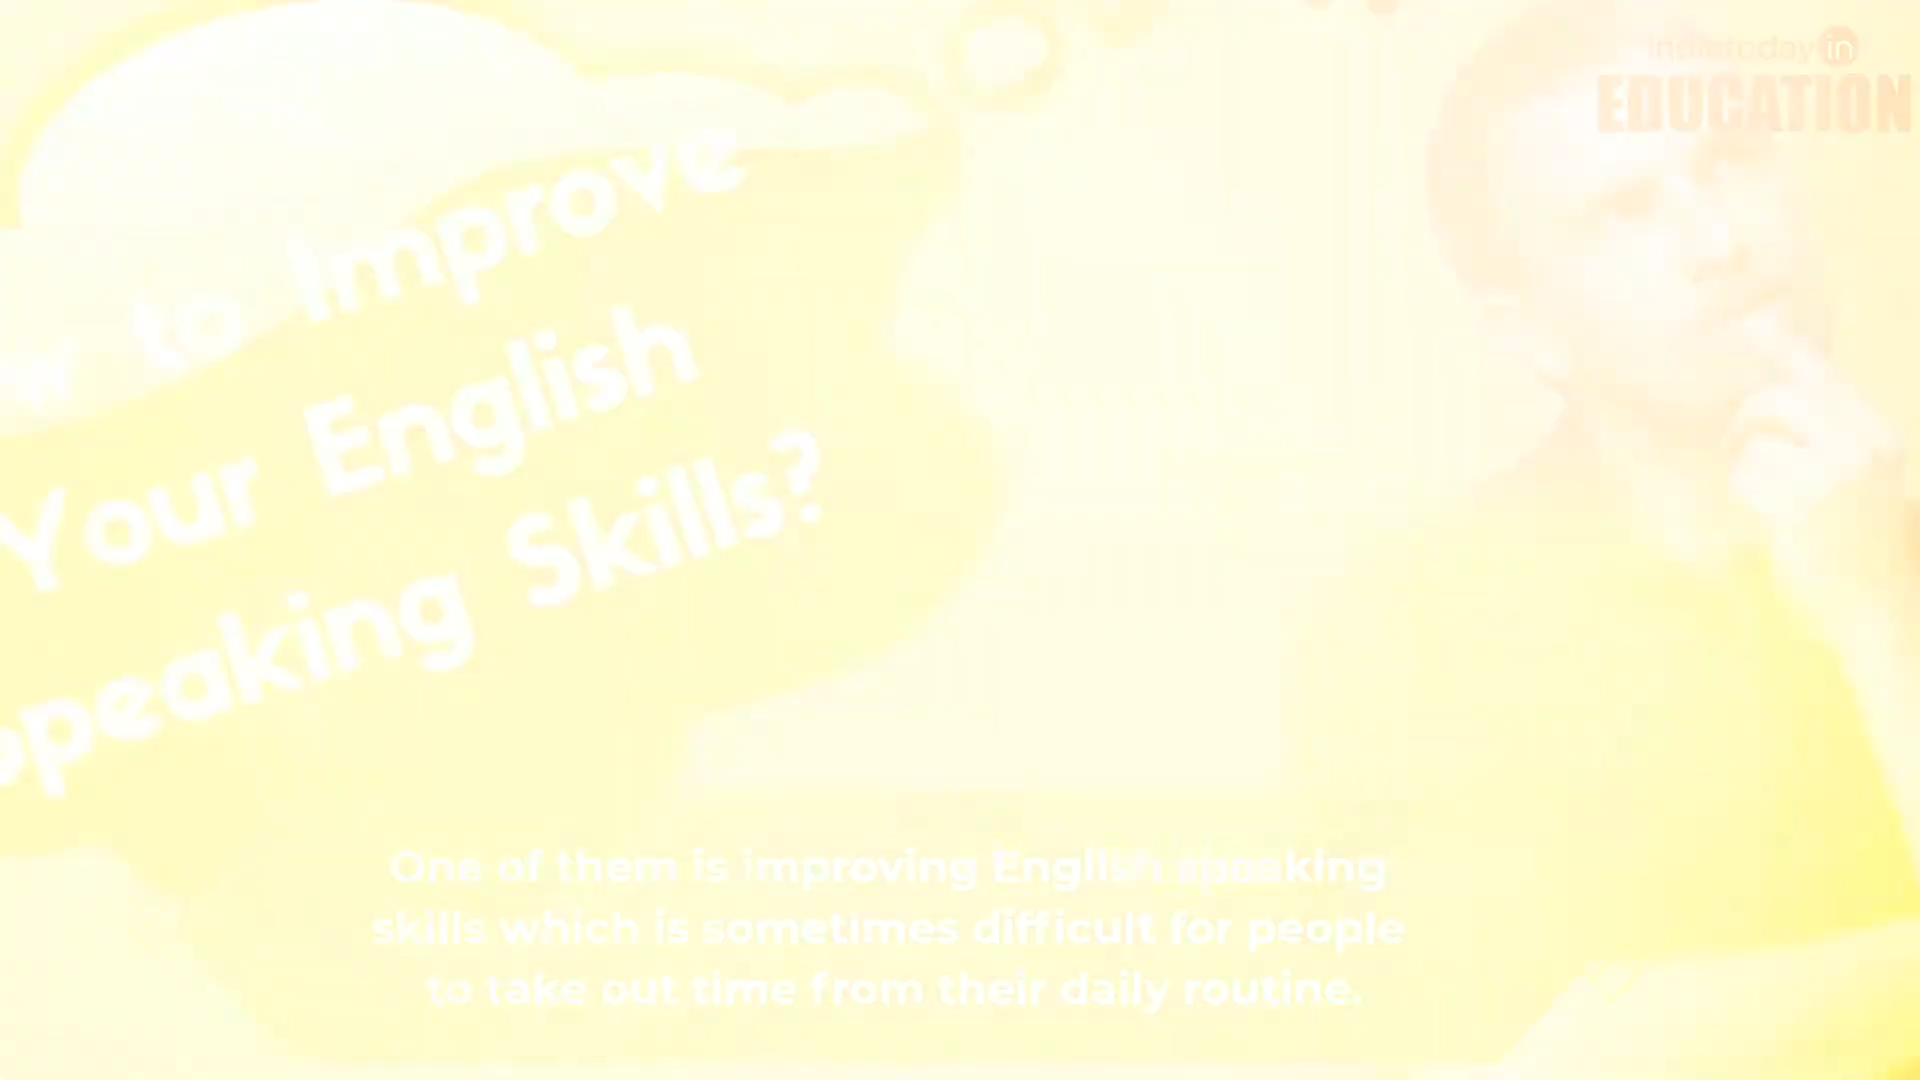 indiatoday in
EDUCATION
w to Improve
Your English
Speaking Skills?
One of them is improving English speaking
skills which is sometimes difficult for people
to take out time from their daily routine.